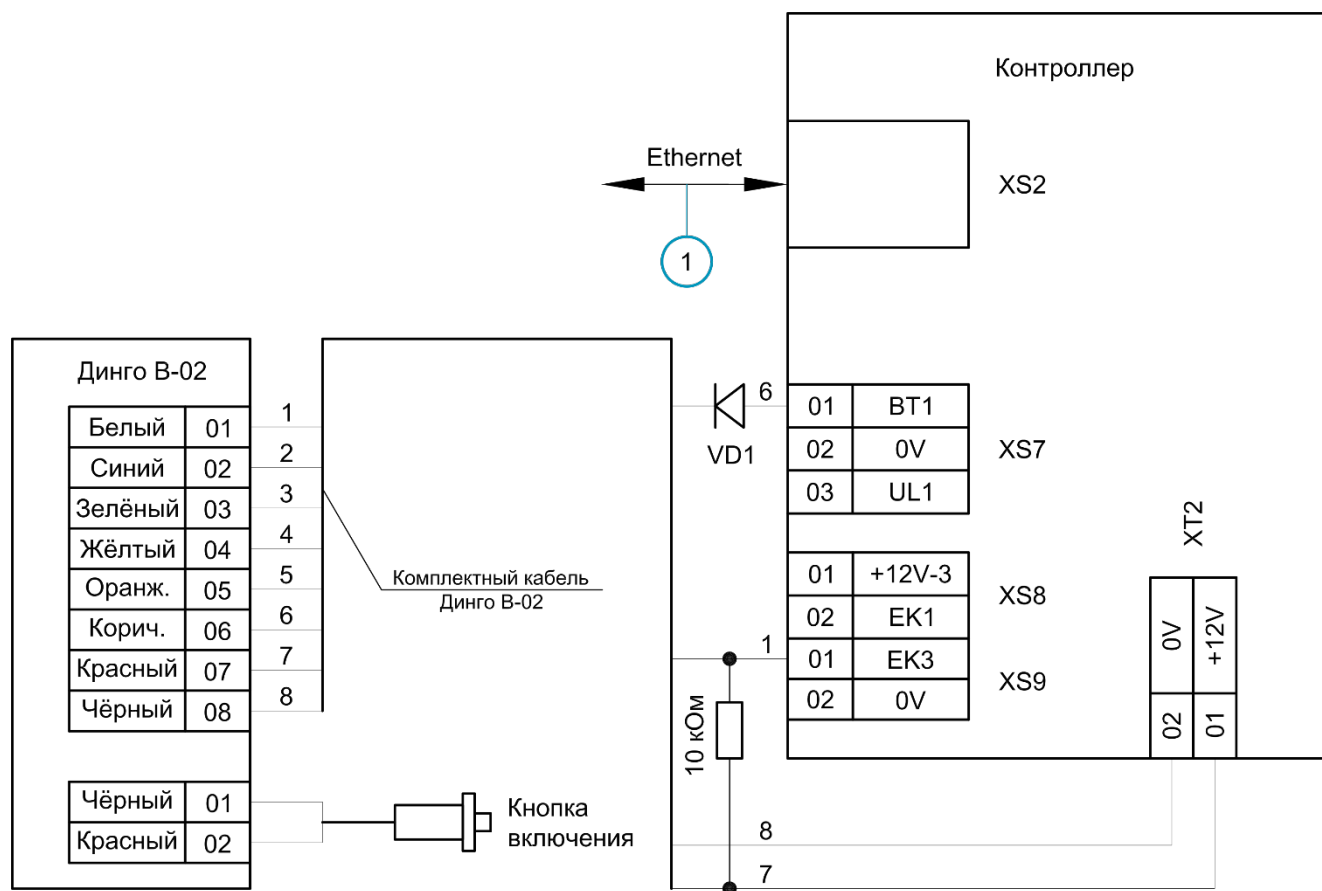 Контроллер
Ethernet
XS2
1
Динго В-02
Белый 01 1
Синий 02 2
Зелёный 03 3
Жёлтый 04 4
Оранж. 05 5
Корич. 06 6
Красный 07 7
Чёрный 08 8
Комплектный кабель
Динго В-02
Чёрный 01
Красный 02
Кнопка
включения
VD1
6
01 BT1
02 0V
03 UL1
XS7
01 +12V-3
02 EK1
XS8
1
01 EK3
02 0V
XS9
10 кОм
XT2
0V +12V
02 01
8
7